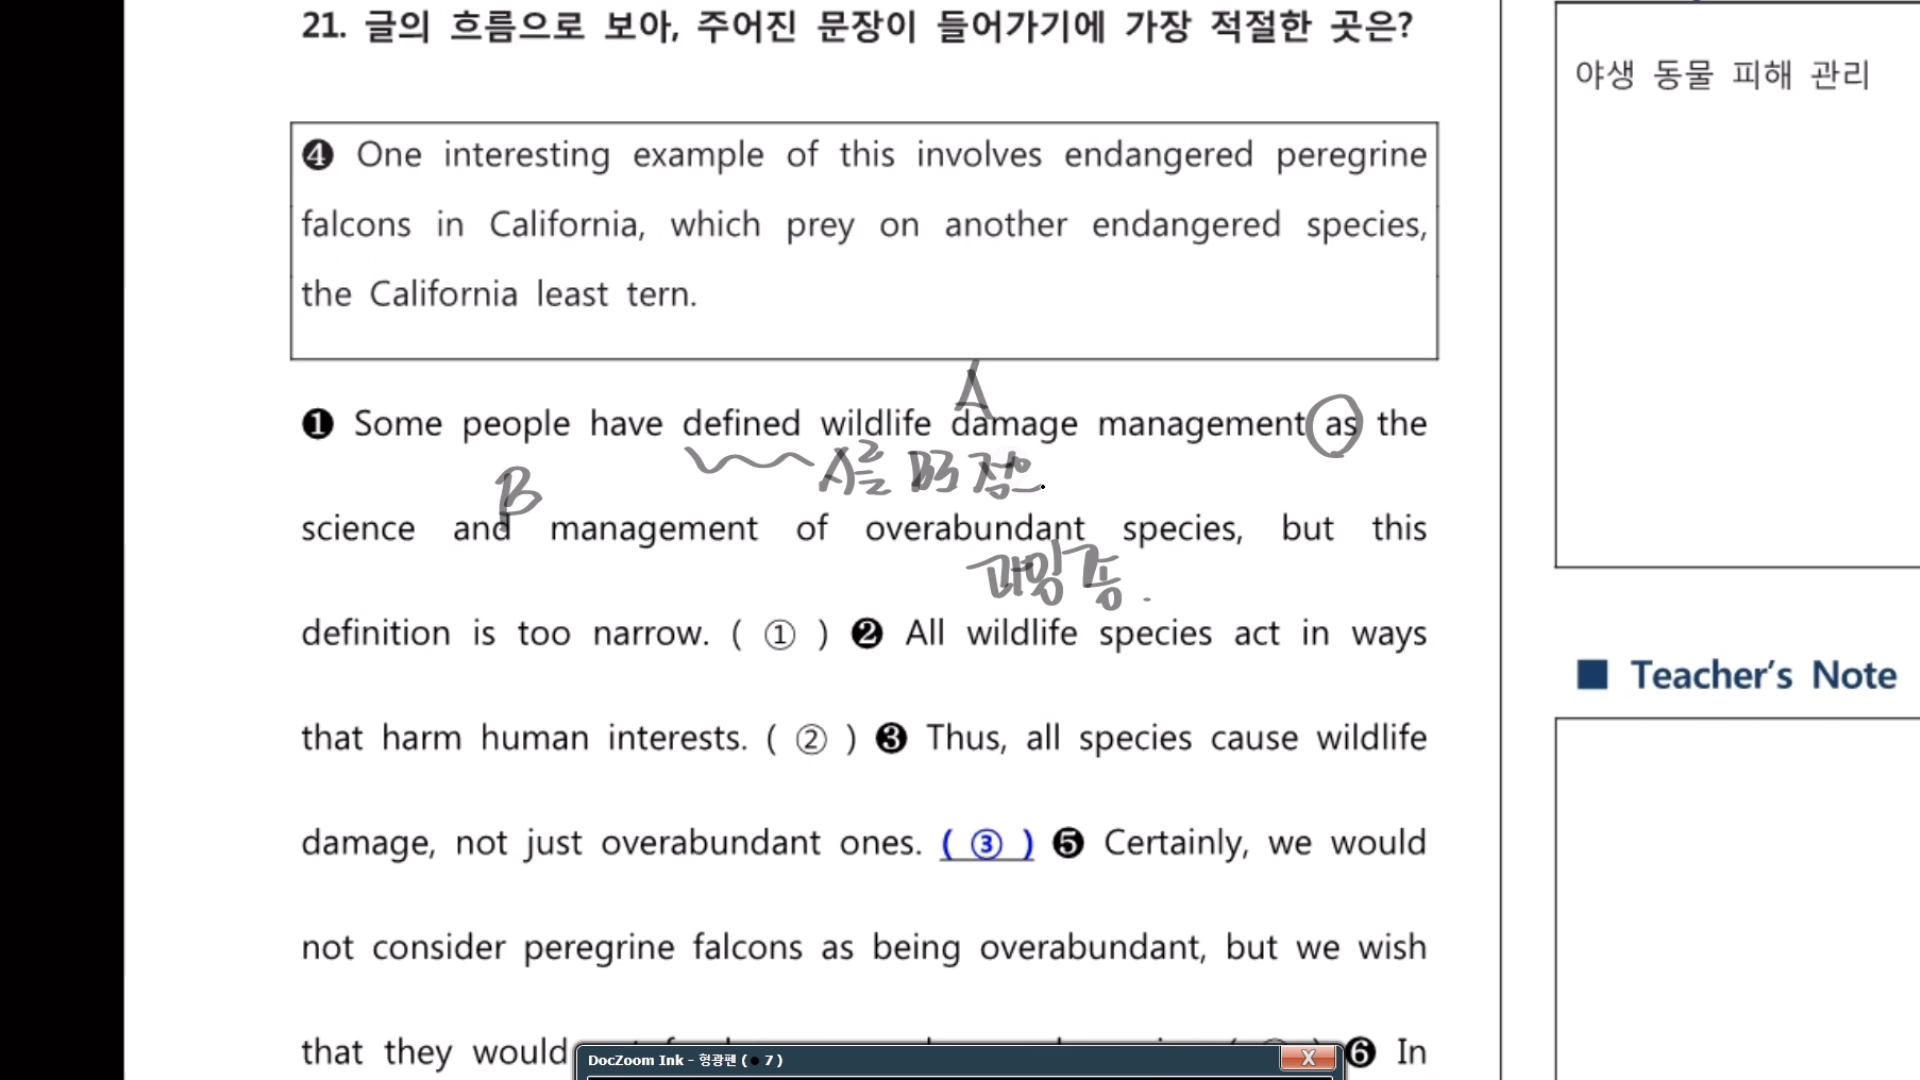 21. 글의 흐름으로 보아, 주어진 문장이 들어가기에 가장 적절한 곳은?
야생 동물 피해 관리
❹ One interesting example of this involves endangered peregrine
falcons in California, which prey on another endangered species,
the California least tern.
A
❶ Some people have defined wildlife damage management as the
A를 B로 정의
B
science and management of overabundant species, but this
과잉 종.
definition is too narrow. ( ① ) ❷ All wildlife species act in ways
■ Teacher’s Note
that harm human interests. ( ② ) ❸ Thus, all species cause wildlife
damage, not just overabundant ones. ( ③ ) ❺ Certainly, we would
not consider peregrine falcons as being overabundant, but we wish
that they would ❻ In
DocZoom Ink - 형광펜 ( ● 7 ) X